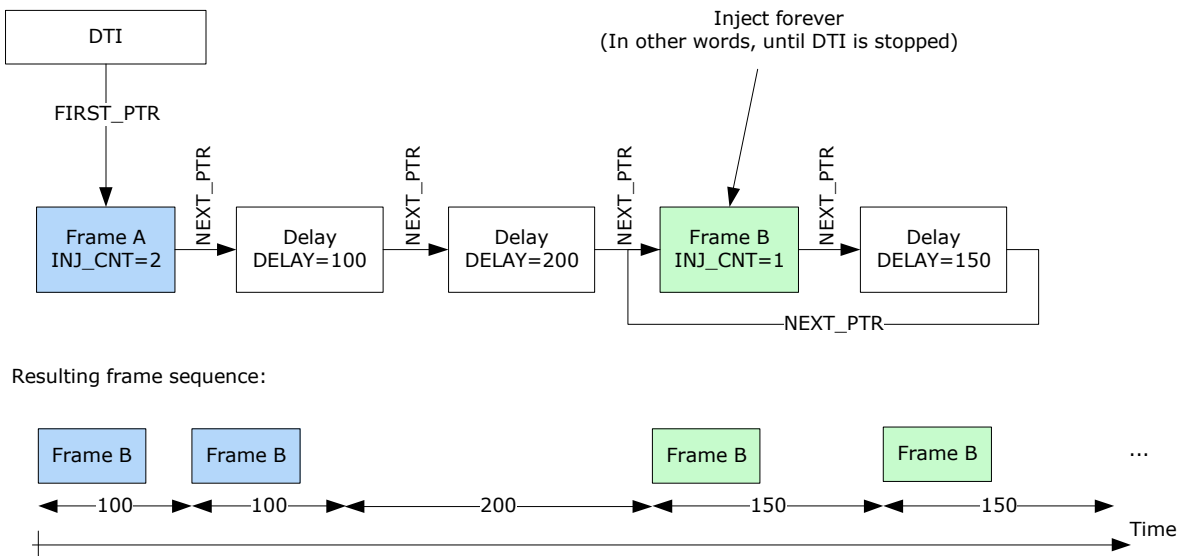 DTI
Inject forever
(In other words, until DTI is stopped)
FIRST_PTR
NEXT_PTR
NEXT_PTR
NEXT_PTR
NEXT_PTR
Frame A
INJ_CNT=2
Delay
DELAY=100
Delay
DELAY=200
Frame B
INJ_CNT=1
Delay
DELAY=150
NEXT_PTR
Resulting frame sequence:
Frame B
Frame B
Frame B
Frame B
...
100
100
200
150
150
Time